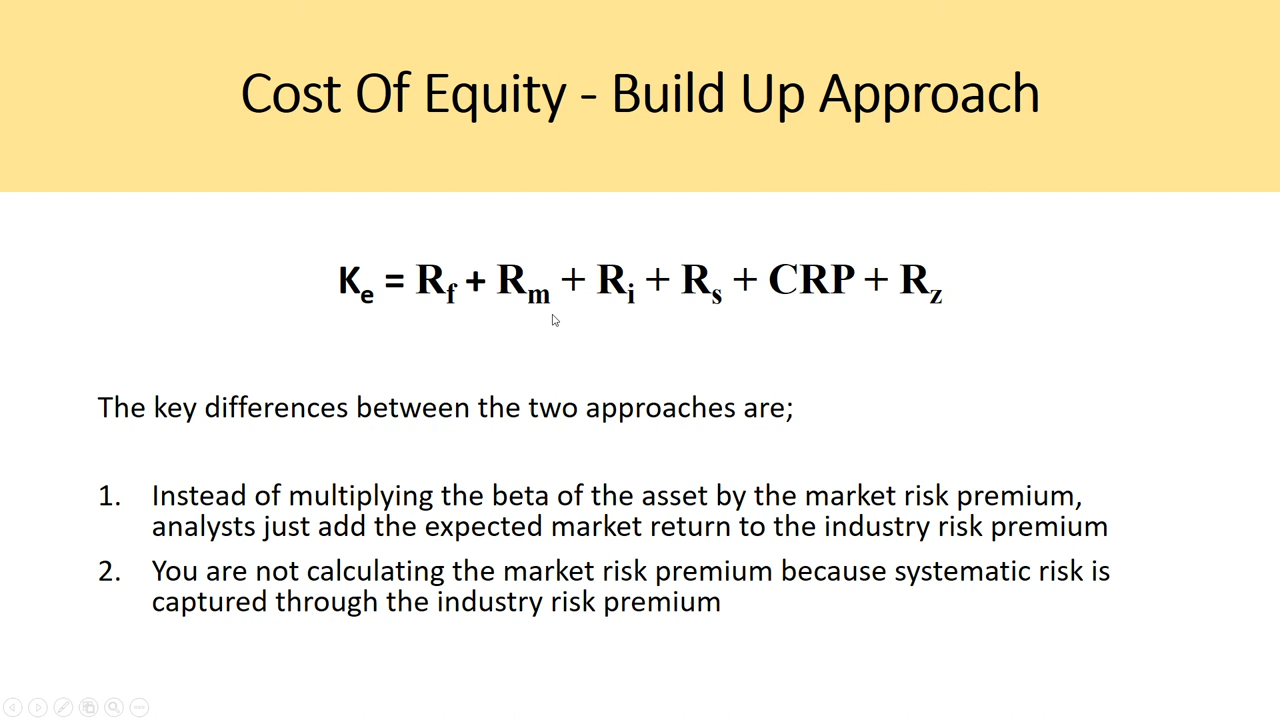 Cost Of Equity - Build Up Approach
Ke = Rf + Rm + Ri + Rs + CRP + Rz
The key differences between the two approaches are;
1. Instead of multiplying the beta of the asset by the market risk premium,
analysts just add the expected market return to the industry risk premium
2. You are not calculating the market risk premium because systematic risk is
captured through the industry risk premium